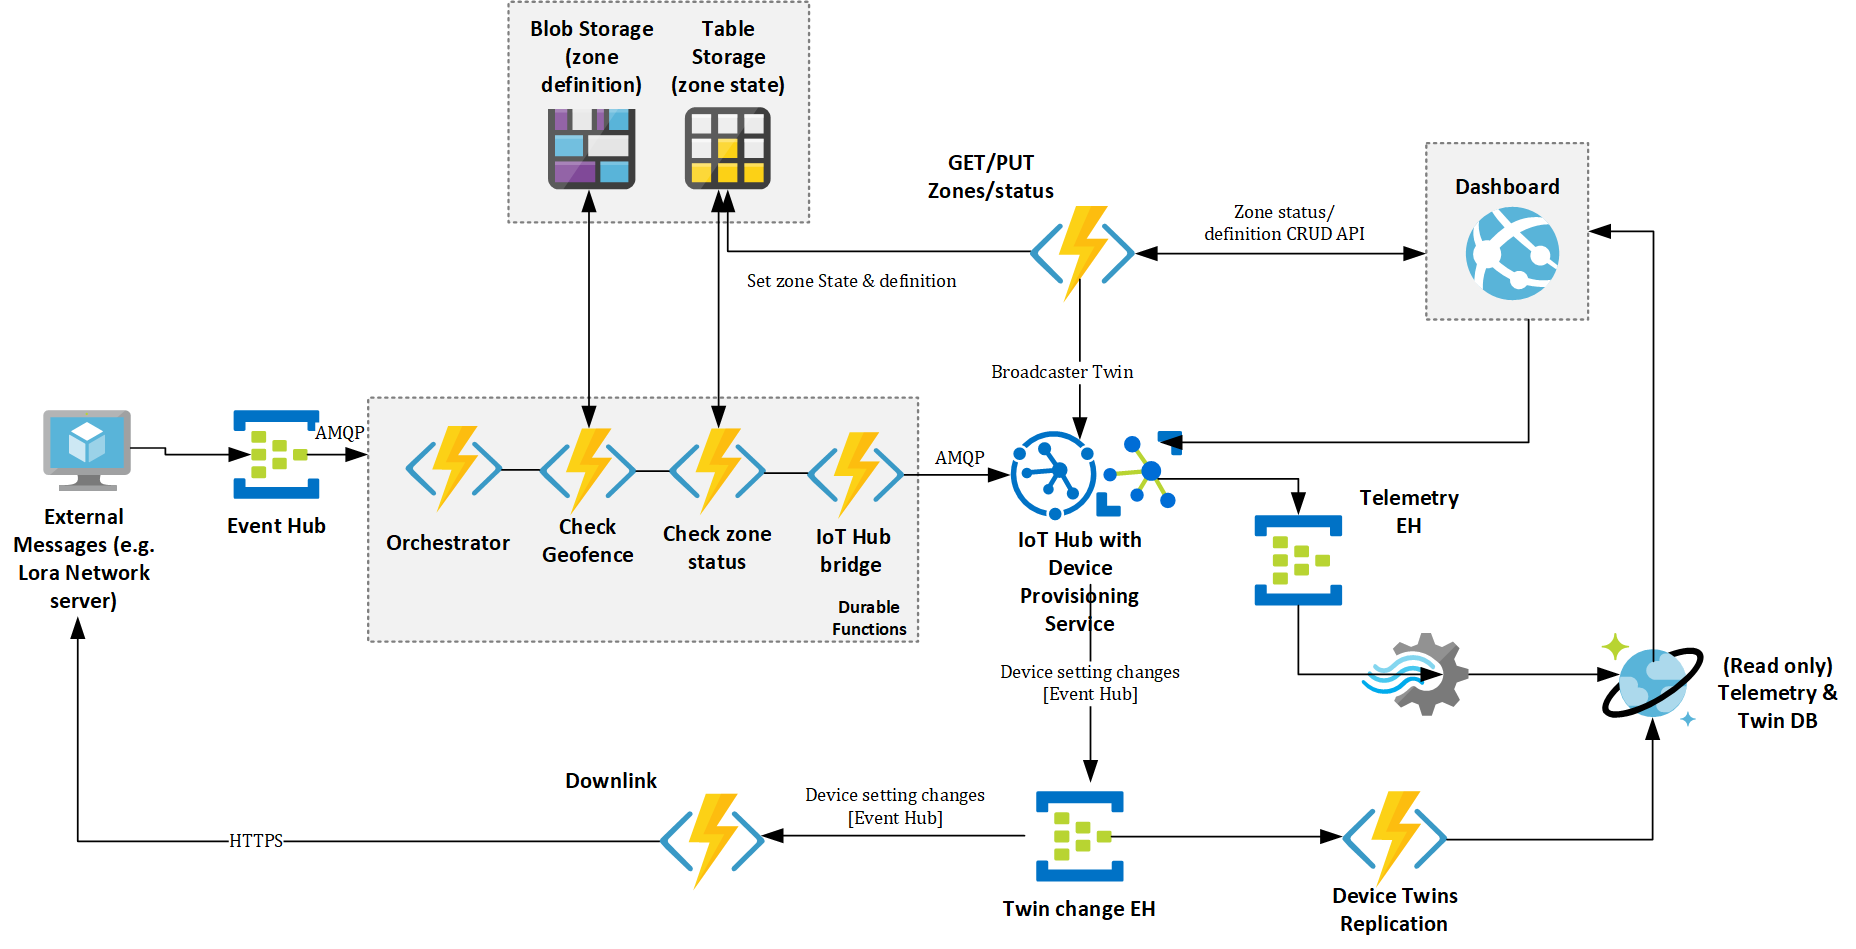 Blob Storage
(zone
definition)
Table
Storage
(zone state)
GET/PUT
Zones/status
Dashboard
Zone status/
definition CRUD API
Set zone State & definition
Broadcaster Twin
AMQP
AMQP
External
Messages (e.g.
Lora Network
server)
Event Hub
Orchestrator
Check
Geofence
Check zone
status
IoT Hub
bridge
Durable
Functions
IoT Hub with
Device
Provisioning
Service
Telemetry
EH
Device setting changes
[Event Hub]
(Read only)
Telemetry &
Twin DB
Downlink
Device setting changes
[Event Hub]
HTTPS
Twin change EH
Device Twins
Replication